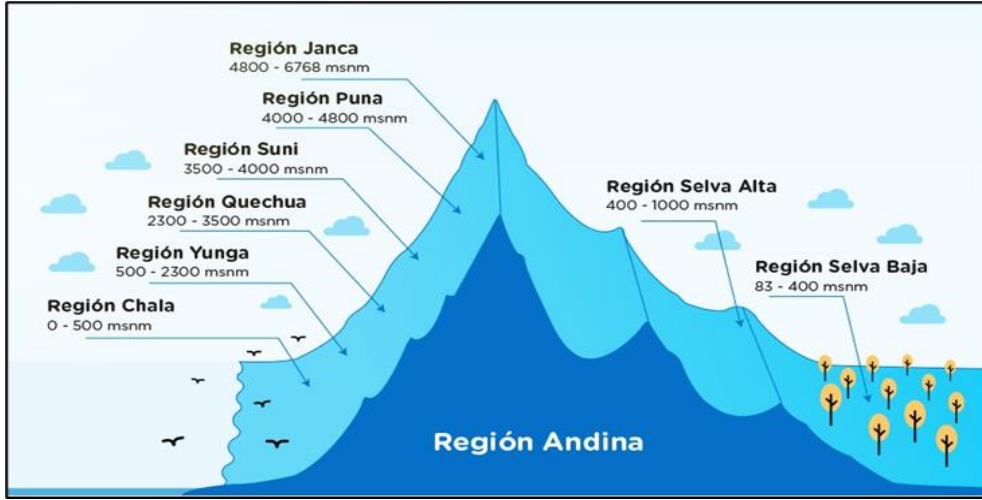 Región Janca
4800 - 6768 msnm
Región Puna
4000 - 4800 msnm
Región Suni
3500 - 4000 msnm
Región Quechua
2300 - 3500 msnm
Región Yunga
500 - 2300 msnm
Región Chala
0 - 500 msnm
Región Selva Alta
400 - 1000 msnm
Región Selva Baja
83 - 400 msnm
Región Andina